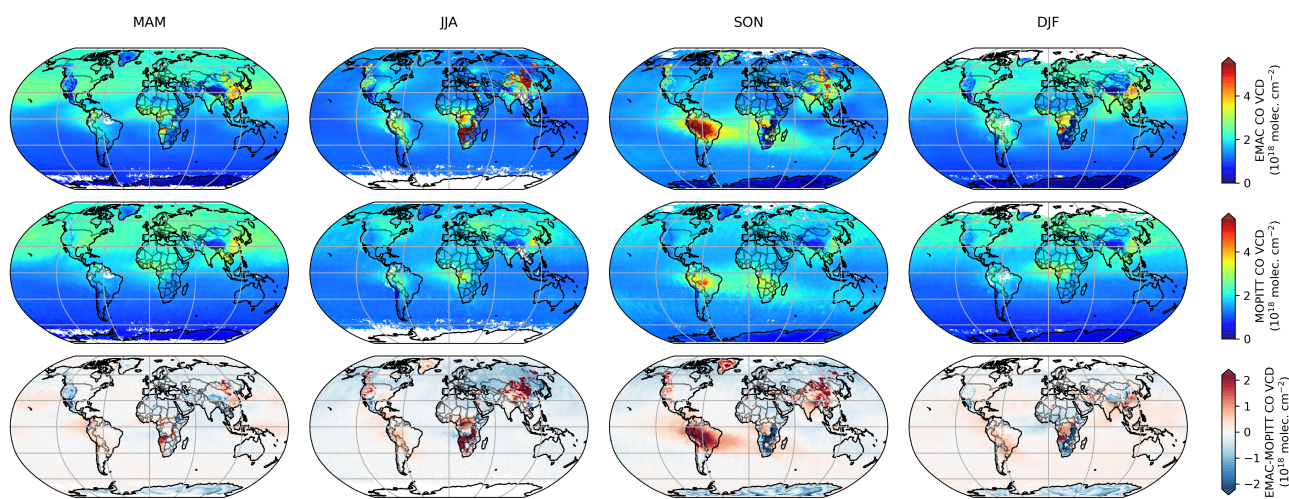 MAM
JJA
SON
DJF
4
2
0
EMAC CO VCD
(10¹⁸ molec. cm⁻²)
4
2
0
MOPITT CO VCD
(10¹⁸ molec. cm⁻²)
2
1
0
−1
−2
EMAC-MOPITT CO VCD
(10¹⁸ molec. cm⁻²)